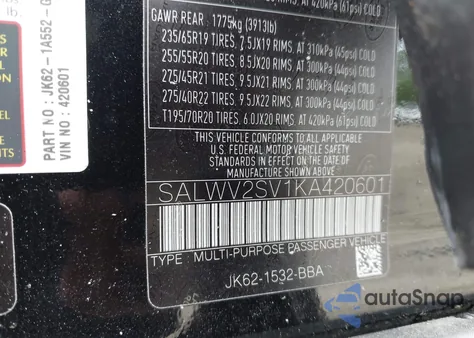 GAWR REAR 1775kg (3913lb)
235/65R19 TIRES, 7.5JX19 RIMS, AT 310kPa (45psi) COLD
255/55R20 TIRES, 8.5JX20 RIMS, AT 300kPa (44psi) COLD
275/45R21 TIRES, 9.5JX21 RIMS, AT 300kPa (44psi) COLD
275/40R22 TIRES, 9.5JX22 RIMS, AT 300kPa (44psi) COLD
T195/70R20 TIRES, 6.0JX20 RIMS, AT 420kPa (61psi) COLD
THIS VEHICLE CONFORMS TO ALL APPLICABLE
U.S. FEDERAL MOTOR VEHICLE SAFETY
STANDARDS IN EFFECT ON THE DATE OF
MANUFACTURE SHOWN ABOVE
SALWV2SV1KA420601
TYPE: MULTI-PURPOSE PASSENGER VEHICLE
JK62-1532-BBA
PART NO: JK62-1A552-G
VIN NO: 420601
autoSnap